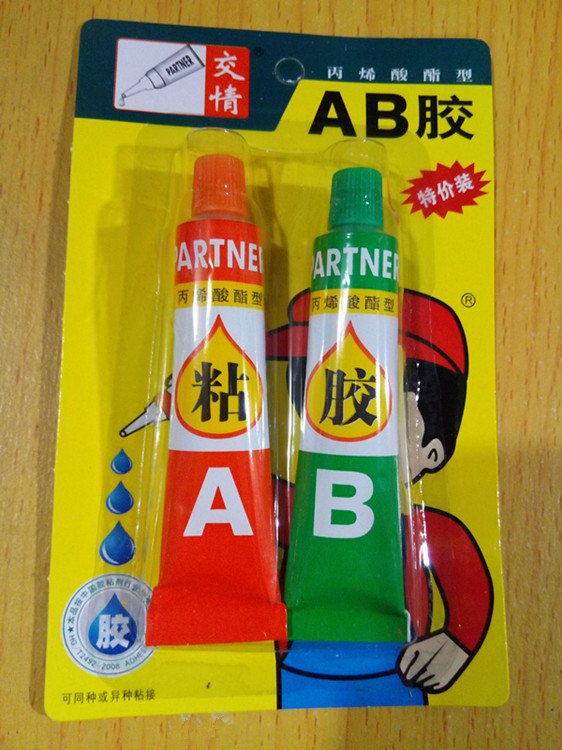 PARTNER
交情
丙烯酸酯型
AB胶
特价装
®
PARTNER
丙烯酸酯型
粘
A
PARTNER
丙烯酸酯型
胶
B
胶
可同种或异种粘接